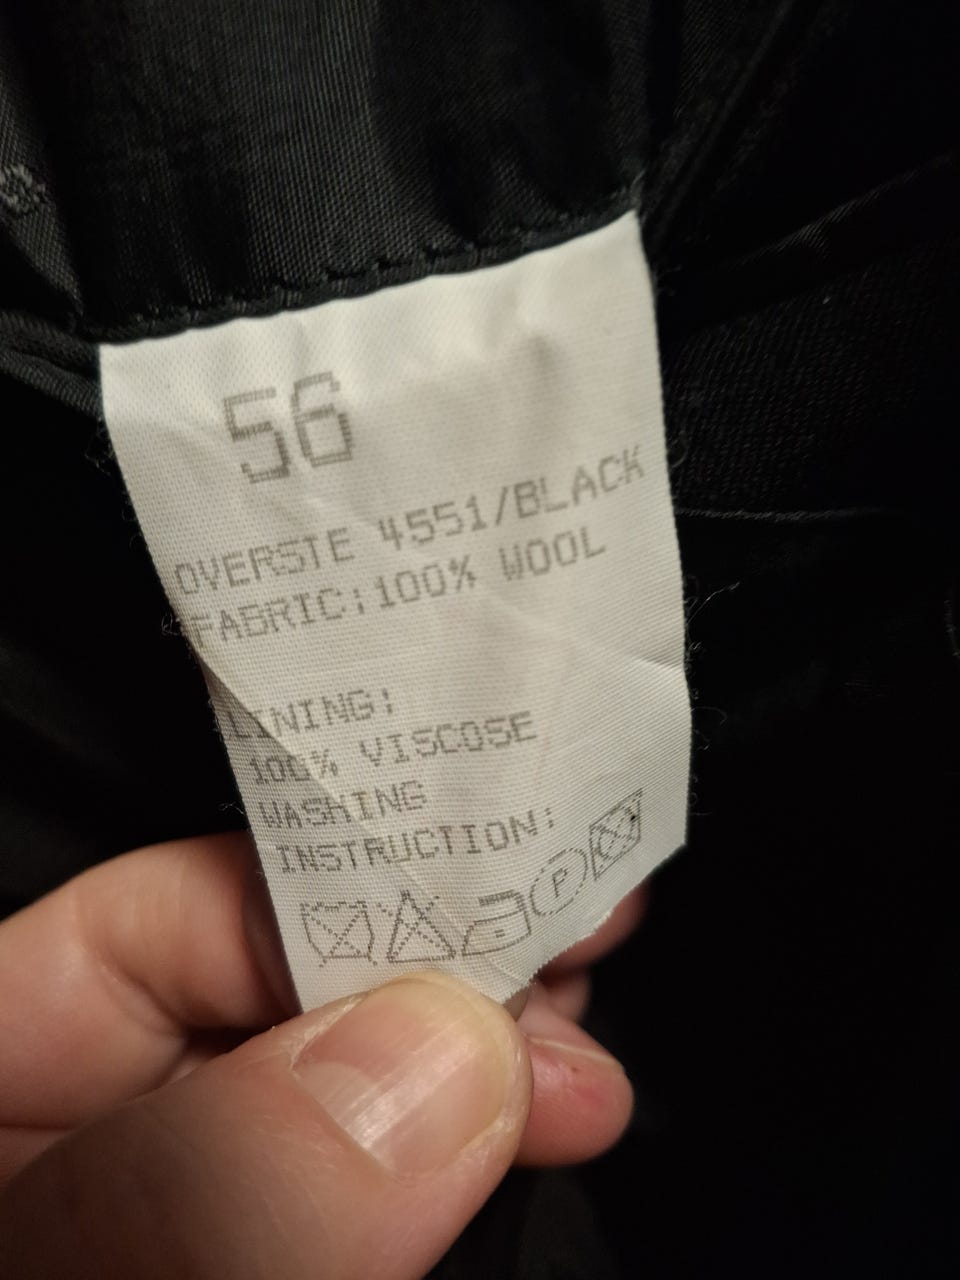 56
OVERSTE 4551/BLACK
FABRIC:100% WOOL
LINING:
100% VISCOSE
WASHING
INSTRUCTION:
P